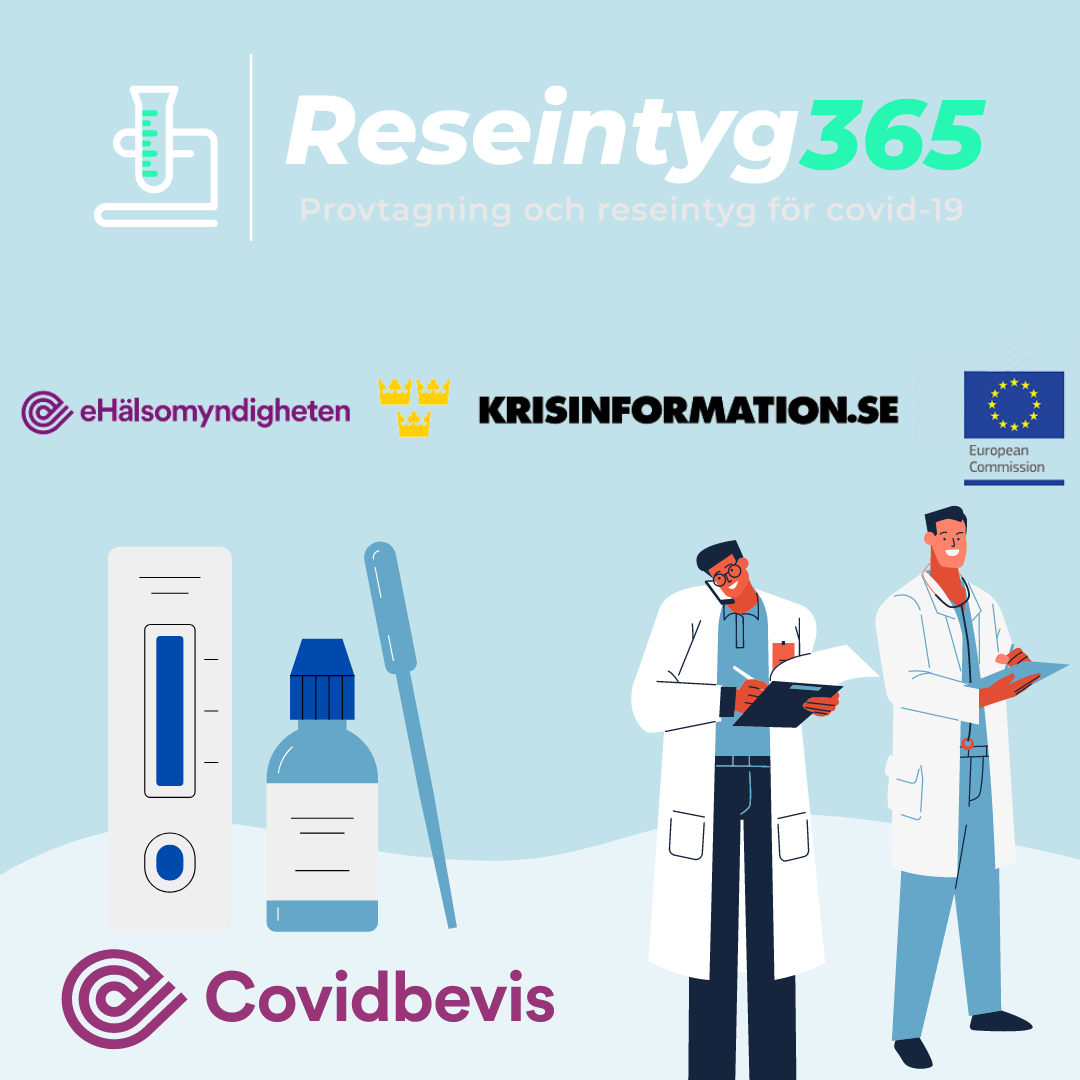 Reseintyg365
Provtagning och reseintyg för covid-19
eHälsomyndigheten
KRISINFORMATION.SE
European
Commission
Covidbevis